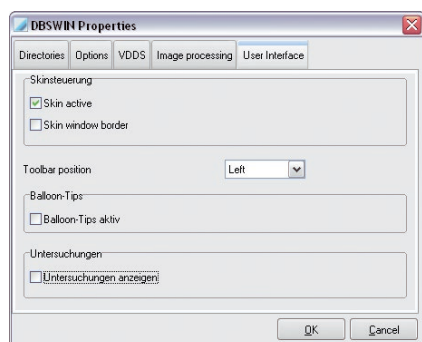 DBSWIN Properties
Directories Options VDDS Image processing User Interface
Skinsteuerung
Skin active
Skin window border
Toolbar position Left
Balloon-Tips
Balloon-Tips aktiv
Untersuchungen
Untersuchungen anzeigen
OK Cancel